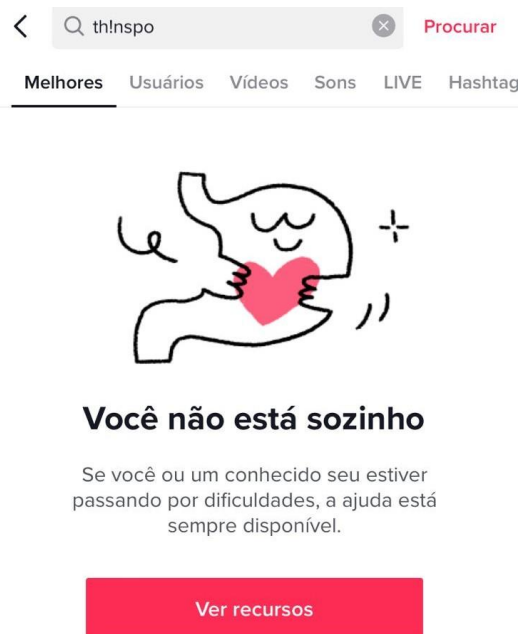 th!nspo Procurar
Melhores Usuários Vídeos Sons LIVE Hashtag
Você não está sozinho
Se você ou um conhecido seu estiver
passando por dificuldades, a ajuda está
sempre disponível.
Ver recursos